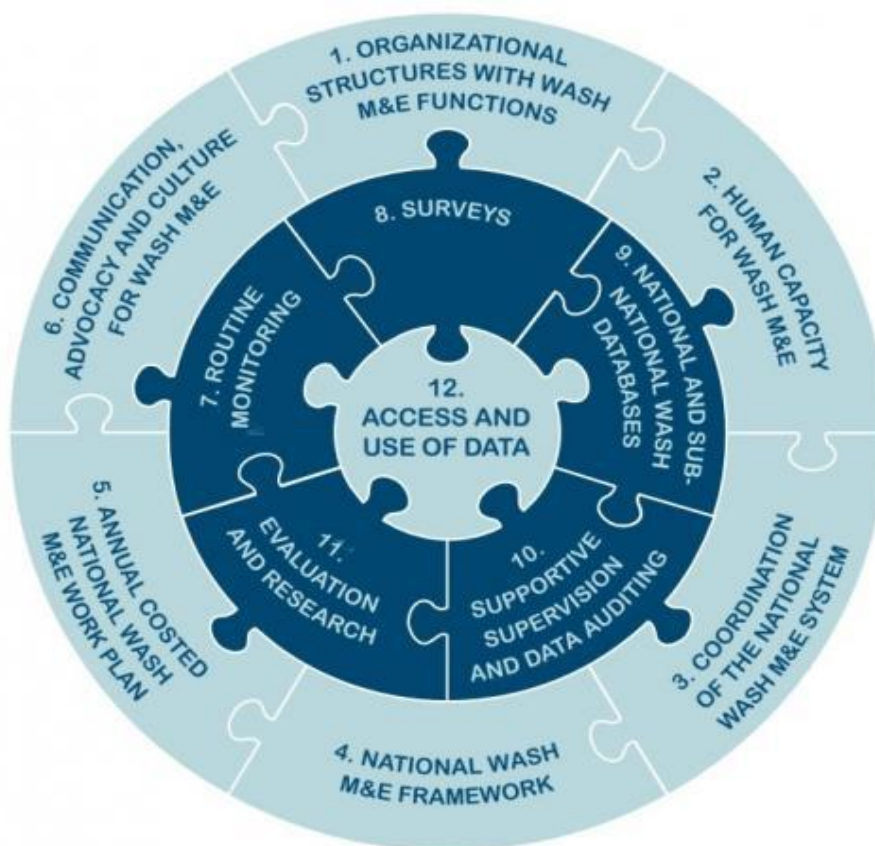 1. ORGANIZATIONAL
STRUCTURES WITH WASH
M&E FUNCTIONS
2. HUMAN CAPACITY
FOR WASH M&E
3. COORDINATION
OF THE NATIONAL
WASH M&E SYSTEM
4. NATIONAL WASH
M&E FRAMEWORK
5. ANNUAL COSTED
NATIONAL WASH
M&E WORK PLAN
6. COMMUNICATION,
ADVOCACY AND CULTURE
FOR WASH M&E
7. ROUTINE
MONITORING
8. SURVEYS
9. NATIONAL AND SUB-
NATIONAL WASH
DATABASES
10.
SUPPORTIVE
SUPERVISION
AND DATA AUDITING
11.
EVALUATION
AND RESEARCH
12.
ACCESS AND
USE OF DATA